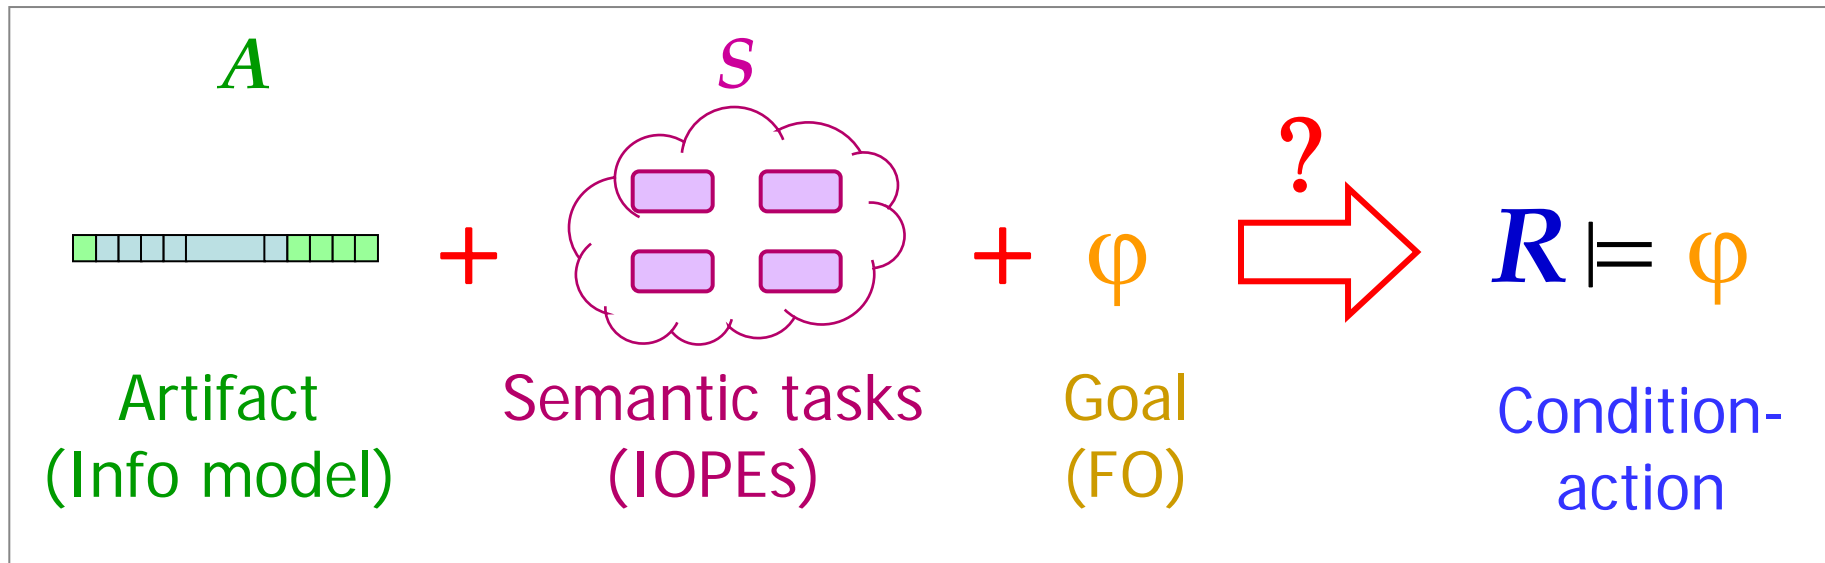 A
S
?
+
+
φ
R ⊨ φ
Artifact
(Info model)
Semantic tasks
(IOPEs)
Goal
(FO)
Condition-
action